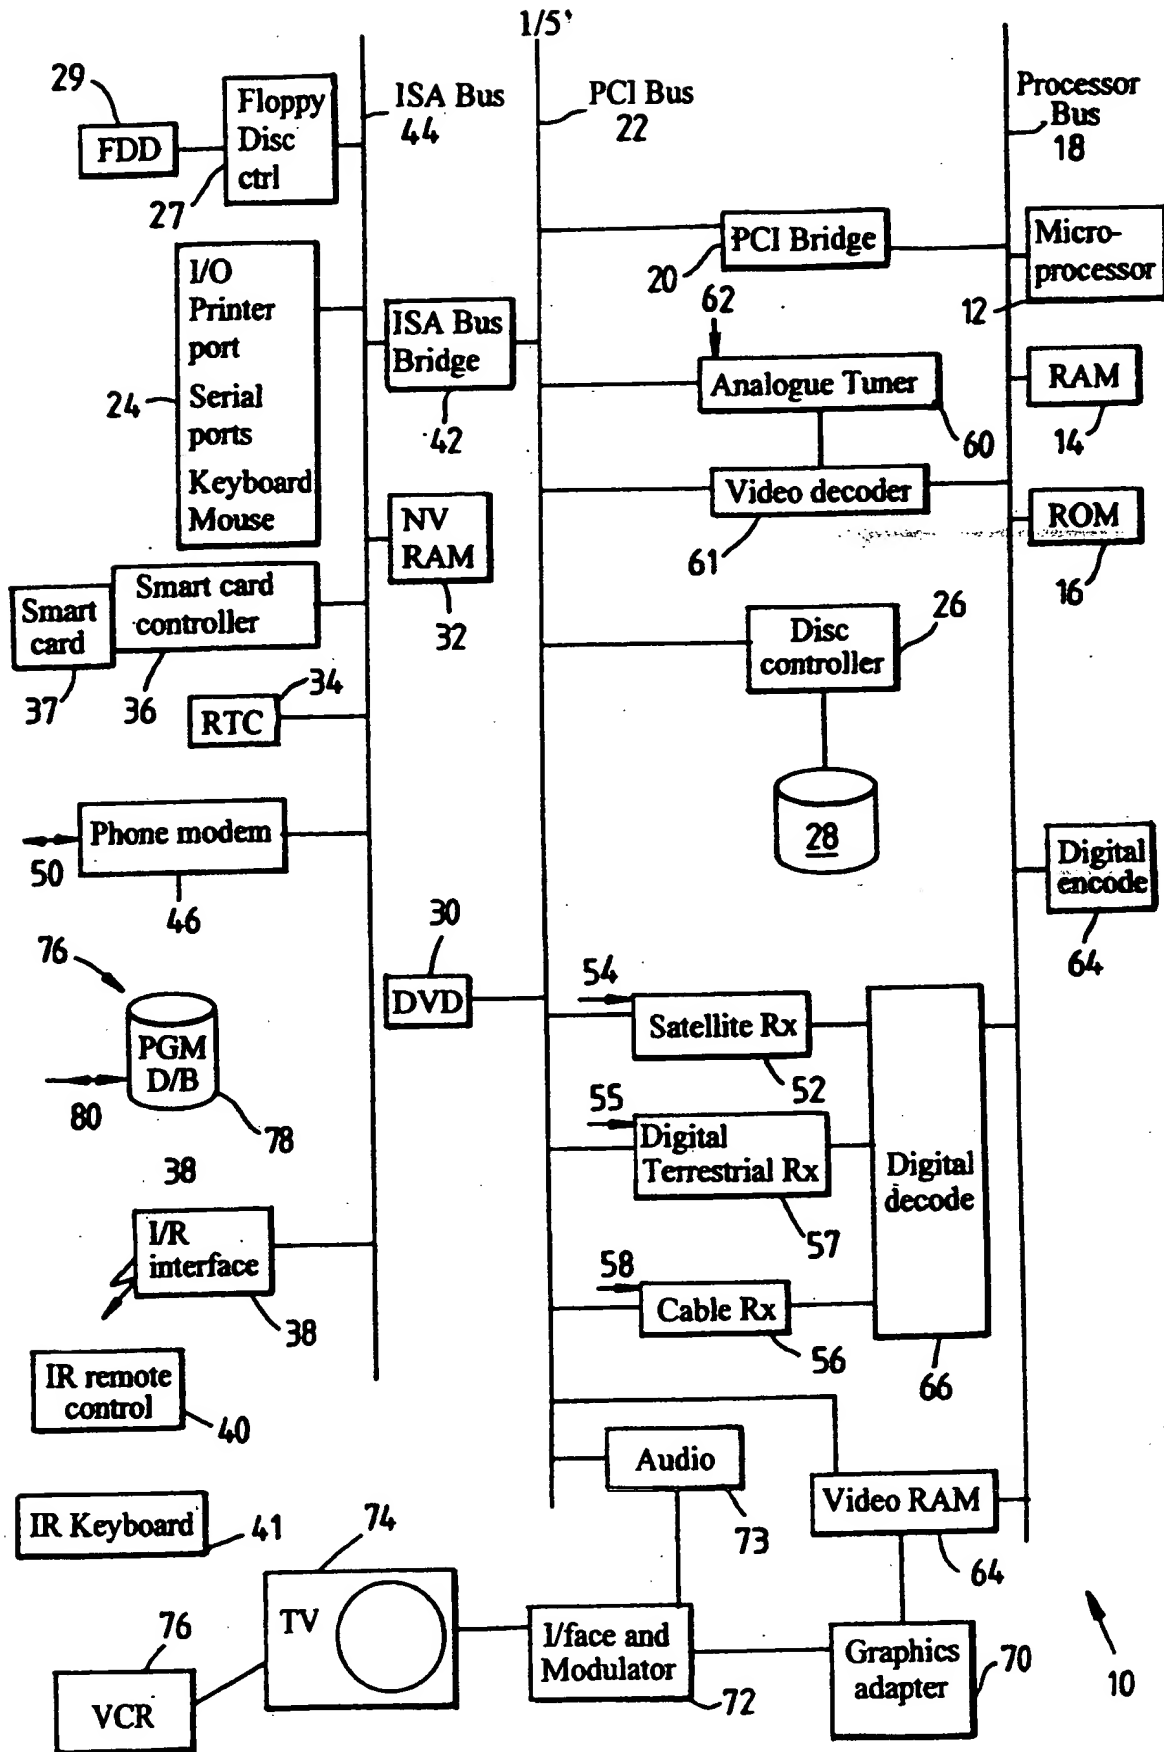 1/5'
29
FDD
Floppy
Disc
ctrl
27
ISA Bus
44
PCI Bus
22
Processor
Bus
18
I/O
Printer
port
Serial
ports
Keyboard
Mouse
24
ISA Bus
Bridge
42
PCI Bridge
20
Micro-
processor
12
62
Analogue Tuner
60
RAM
14
Video decoder
61
ROM
16
NV
RAM
32
Smart
card
37
Smart card
controller
36
34
RTC
Disc
controller
26
28
Phone modem
50
46
Digital
encode
64
76
PGM
D/B
80
78
30
DVD
54
Satellite Rx
52
55
Digital
Terrestrial Rx
57
58
Cable Rx
56
Digital
decode
66
38
I/R
interface
38
IR remote
control
40
IR Keyboard
41
Audio
73
Video RAM
64
74
TV
76
VCR
I/face and
Modulator
72
Graphics
adapter
70
10